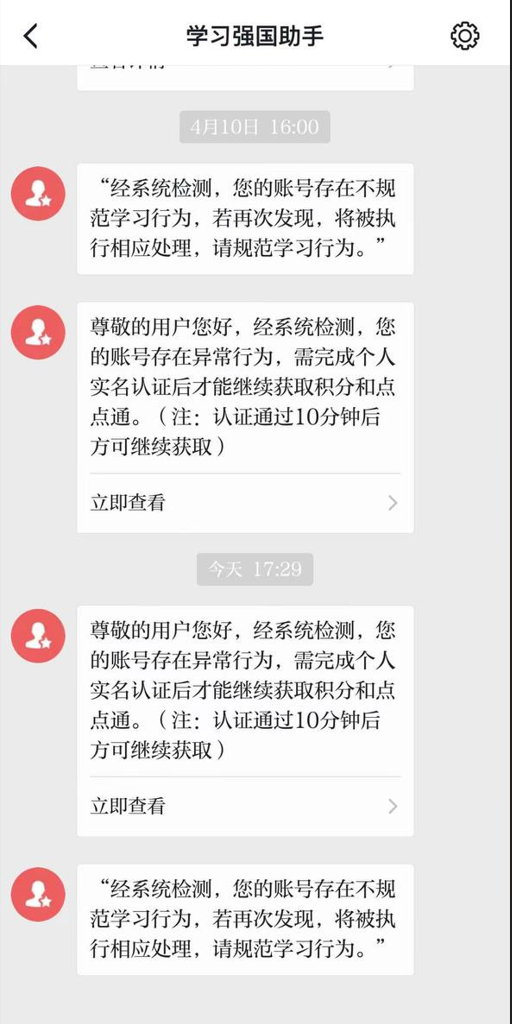 学习强国助手
4月10日 16:00
“经系统检测，您的账号存在不规
范学习行为，若再次发现，将被执
行相应处理，请规范学习行为。”
尊敬的用户您好，经系统检测，您
的账号存在异常行为，需完成个人
实名认证后才能继续获取积分和点
点通。（注：认证通过10分钟后
方可继续获取）
立即查看
今天 17:29
尊敬的用户您好，经系统检测，您
的账号存在异常行为，需完成个人
实名认证后才能继续获取积分和点
点通。（注：认证通过10分钟后
方可继续获取）
立即查看
“经系统检测，您的账号存在不规
范学习行为，若再次发现，将被执
行相应处理，请规范学习行为。”